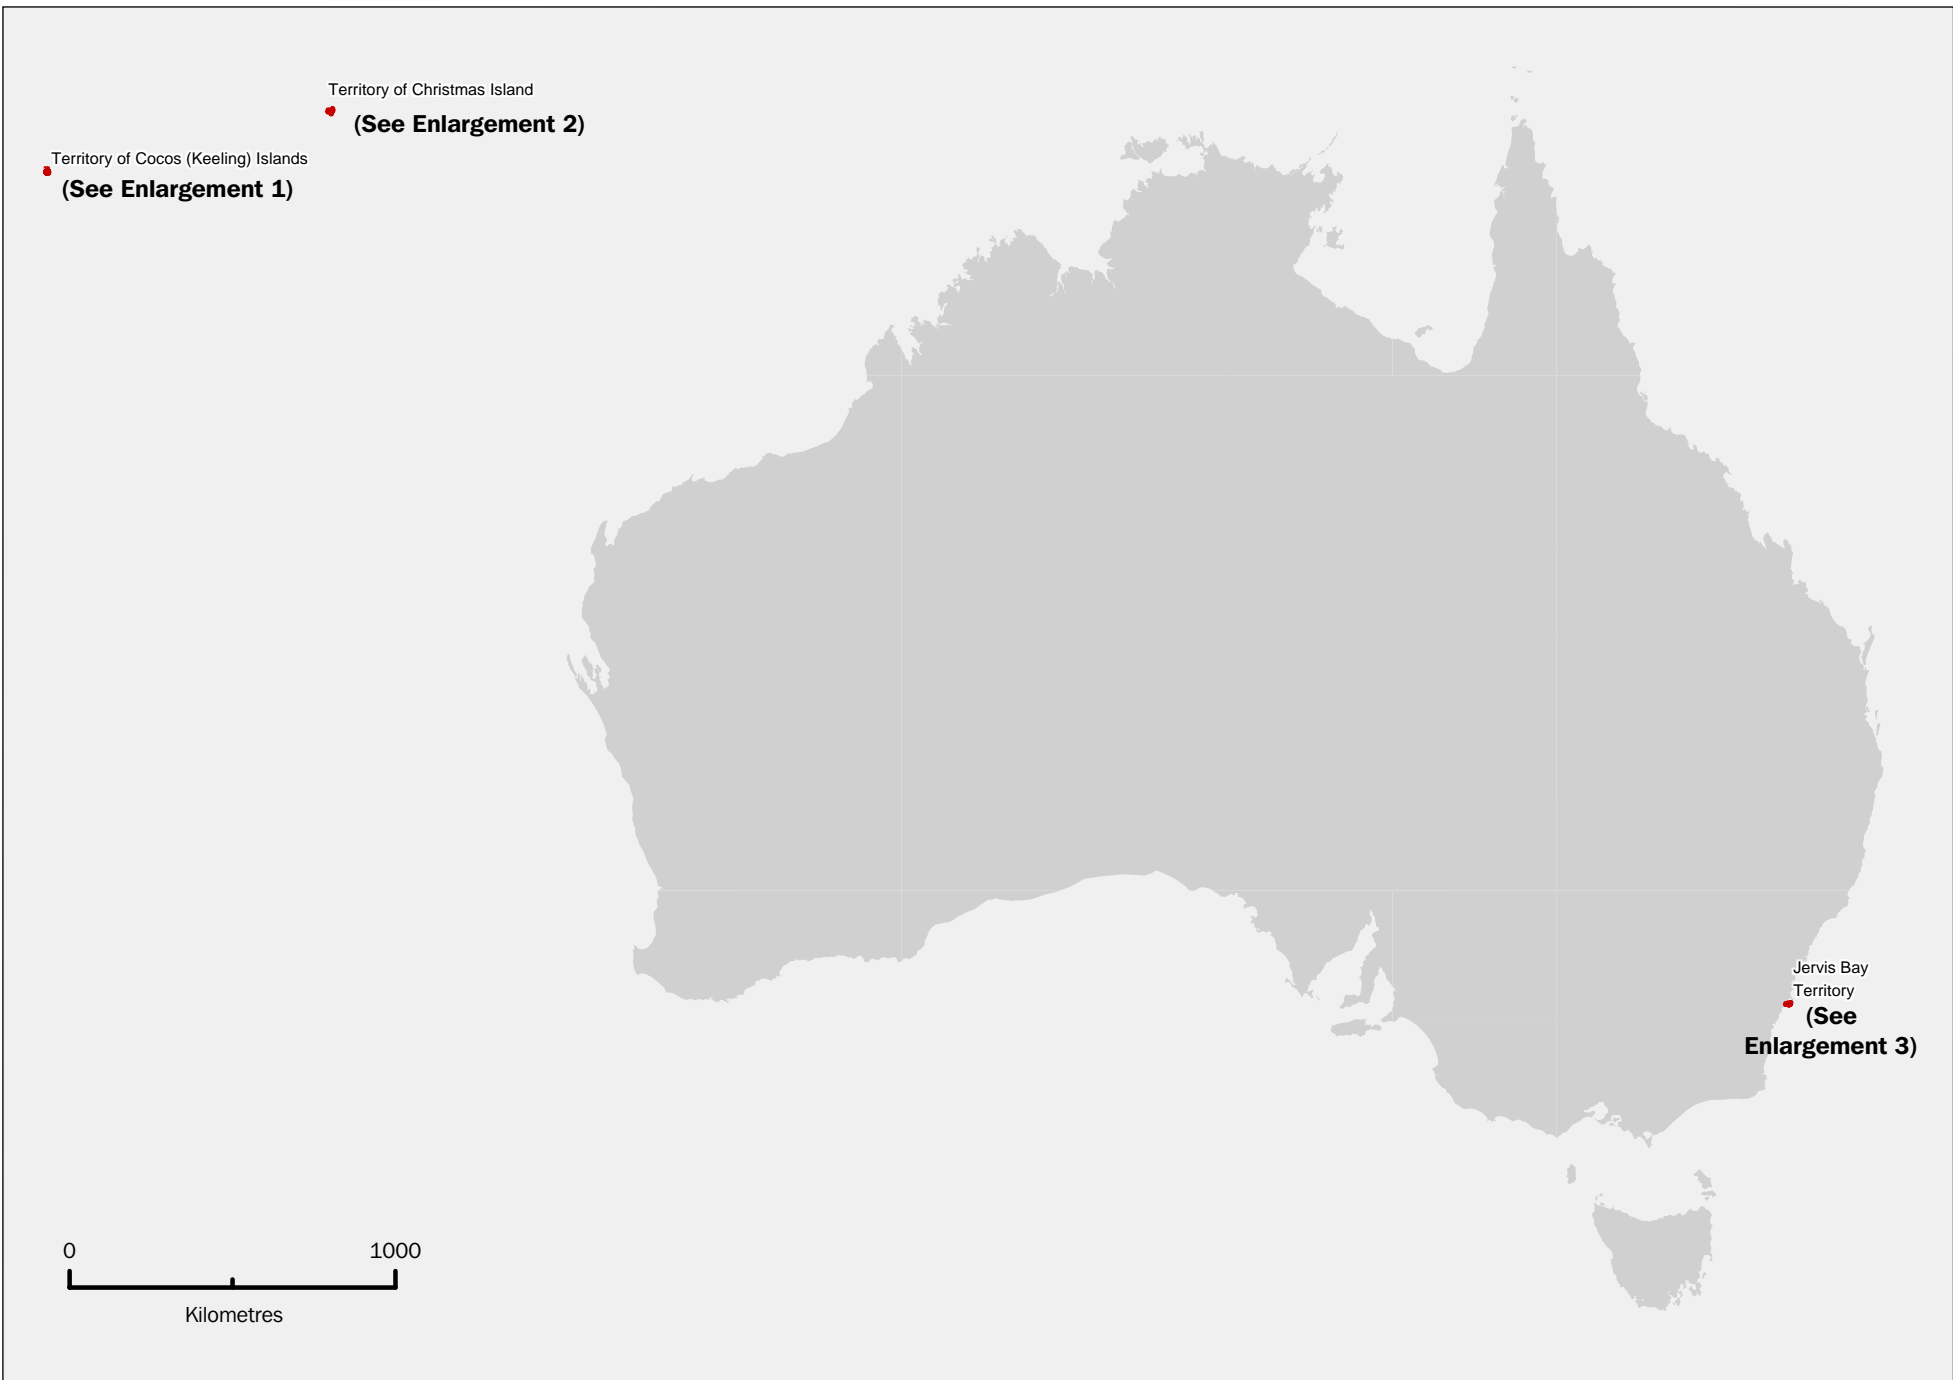 Territory of Christmas Island
(See Enlargement 2)
Territory of Cocos (Keeling) Islands
(See Enlargement 1)
Jervis Bay
Territory
(See
Enlargement 3)
0 1000
Kilometres